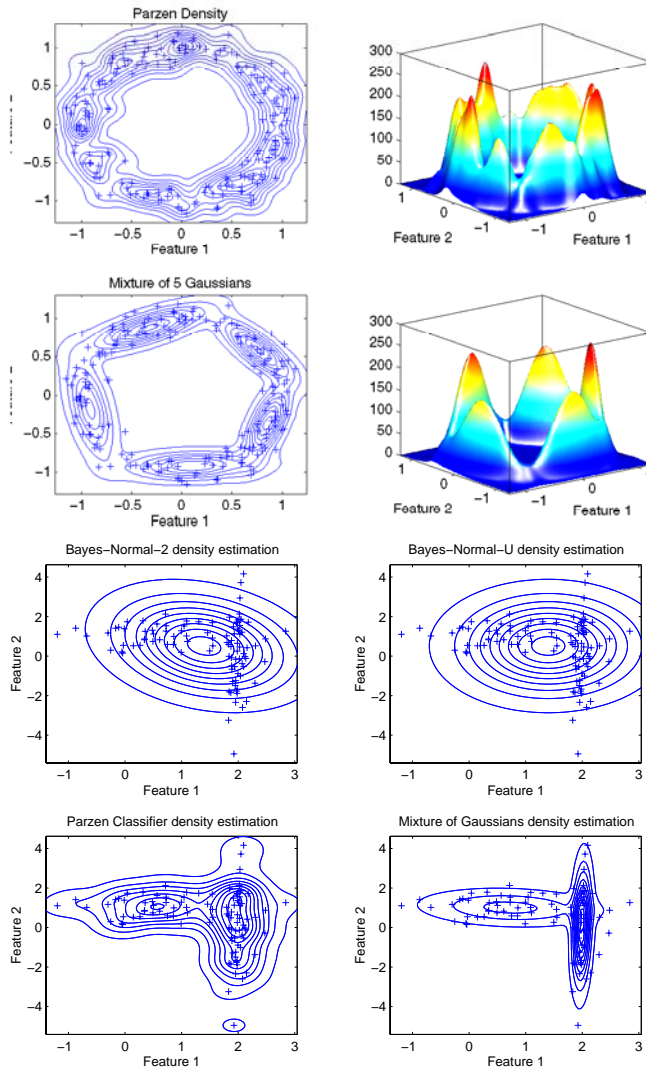 Parzen Density
1
0.5
0
−0.5
−1
−1 −0.5 0 0.5 1
Feature 1
300
250
200
150
100
50
0
1
0
−1
Feature 2
−1
0
1
Feature 1
Mixture of 5 Gaussians
1
0.5
0
−0.5
−1
−1 −0.5 0 0.5 1
Feature 1
300
250
200
150
100
50
0
1
0
−1
Feature 2
−1
0
1
Feature 1
Bayes−Normal−2 density estimation
Feature 2
4
2
0
−2
−4
−1 0 1 2 3
Feature 1
Bayes−Normal−U density estimation
Feature 2
4
2
0
−2
−4
−1 0 1 2 3
Feature 1
Parzen Classifier density estimation
Feature 2
4
2
0
−2
−4
−1 0 1 2 3
Feature 1
Mixture of Gaussians density estimation
Feature 2
4
2
0
−2
−4
−1 0 1 2 3
Feature 1